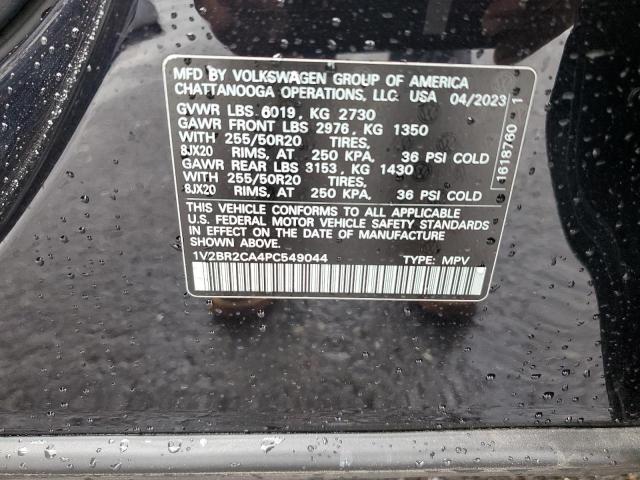 MFD BY VOLKSWAGEN GROUP OF AMERICA
CHATTANOOGA OPERATIONS, LLC. USA 04/2023
GVWR LBS 6019, KG 2730
GAWR FRONT LBS 2976, KG 1350
WITH 255/50R20 TIRES,
8JX20 RIMS, AT 250 KPA, 36 PSI COLD
GAWR REAR LBS 3153, KG 1430
WITH 255/50R20 TIRES,
8JX20 RIMS, AT 250 KPA, 36 PSI COLD
THIS VEHICLE CONFORMS TO ALL APPLICABLE
U.S. FEDERAL MOTOR VEHICLE SAFETY STANDARDS
IN EFFECT ON THE DATE OF MANUFACTURE
SHOWN ABOVE.
1V2BR2CA4PC549044 TYPE: MPV
1618760 1